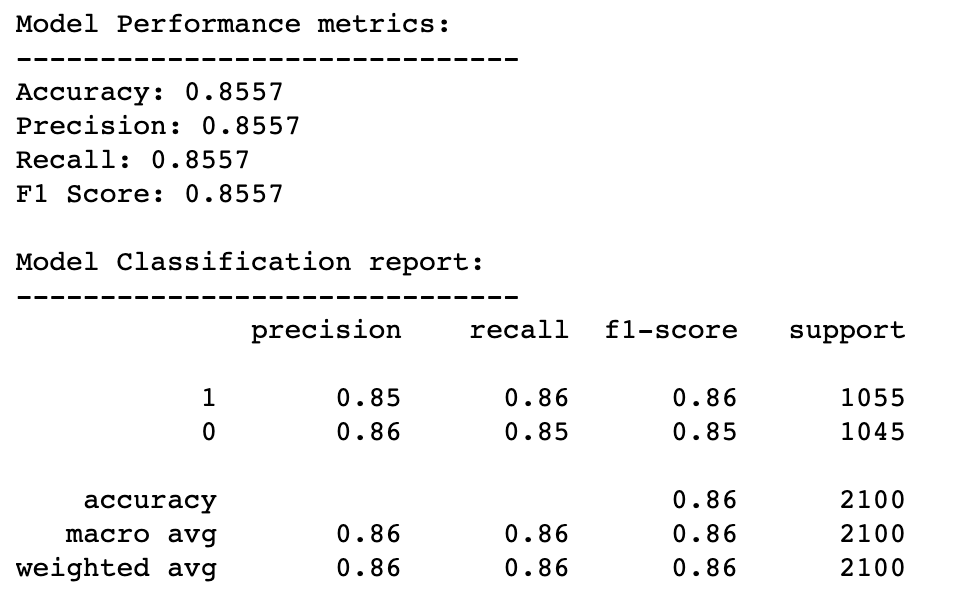 Model Performance metrics:
------------------------------
Accuracy: 0.8557
Precision: 0.8557
Recall: 0.8557
F1 Score: 0.8557

Model Classification report:
------------------------------
              precision    recall  f1-score   support

           1       0.85      0.86      0.86      1055
           0       0.86      0.85      0.85      1045

    accuracy                           0.86      2100
   macro avg       0.86      0.86      0.86      2100
weighted avg       0.86      0.86      0.86      2100